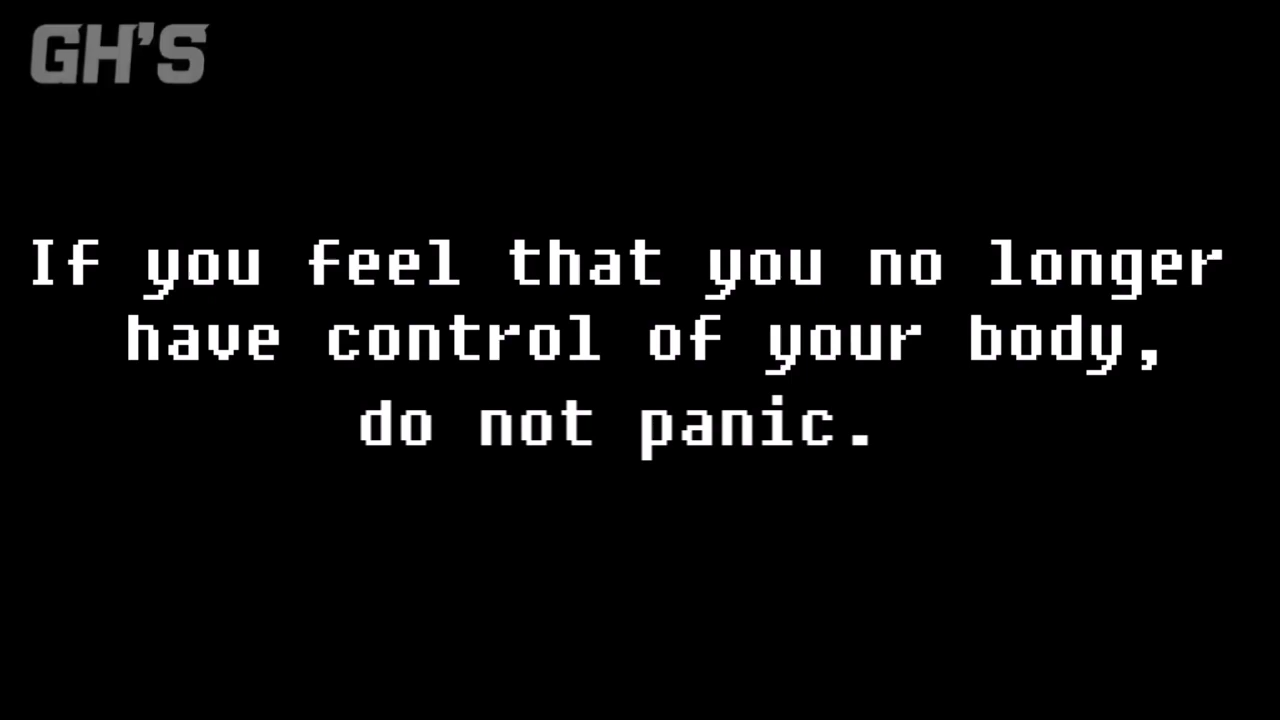 GH'S
If you feel that you no longer
have control of your body,
do not panic.